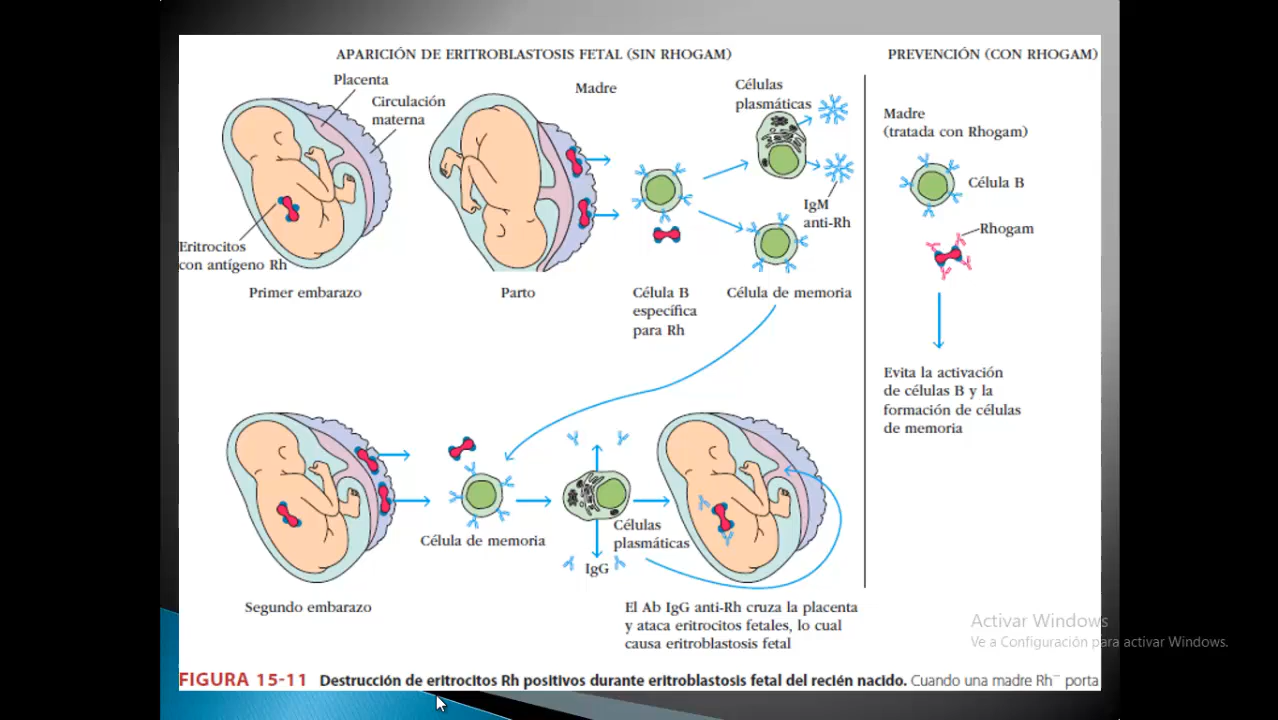 APARICIÓN DE ERITROBLASTOSIS FETAL (SIN RHOGAM)
Placenta
Circulación
materna
Eritrocitos
con antígeno Rh
Primer embarazo
Parto
Madre
Célula B
específica
para Rh
Células
plasmáticas
IgM
anti-Rh
Célula de memoria
Segundo embarazo
Célula de memoria
Células
plasmáticas
IgG
El Ab IgG anti-Rh cruza la placenta
y ataca eritrocitos fetales, lo cual
causa eritroblastosis fetal
PREVENCIÓN (CON RHOGAM)
Madre
(tratada con Rhogam)
Célula B
Rhogam
Evita la activación
de células B y la
formación de células
de memoria
Activar Windows
Ve a Configuración para activar Windows.
FIGURA 15-11 Destrucción de eritrocitos Rh positivos durante eritroblastosis fetal del recién nacido. Cuando una madre Rh⁻ porta